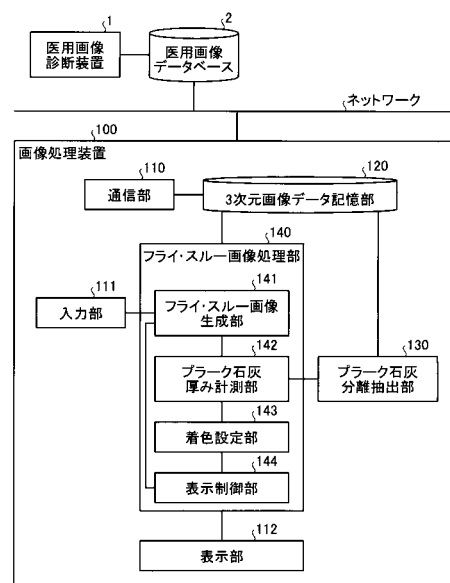 1
医用画像
診断装置
2
医用画像
データベース
ネットワーク
100
画像処理装置
110
通信部
120
3次元画像データ記憶部
140
フライ・スルー画像処理部
111
入力部
141
フライ・スルー画像
生成部
142
プラーク石灰
厚み計測部
130
プラーク石灰
分離抽出部
143
着色設定部
144
表示制御部
112
表示部